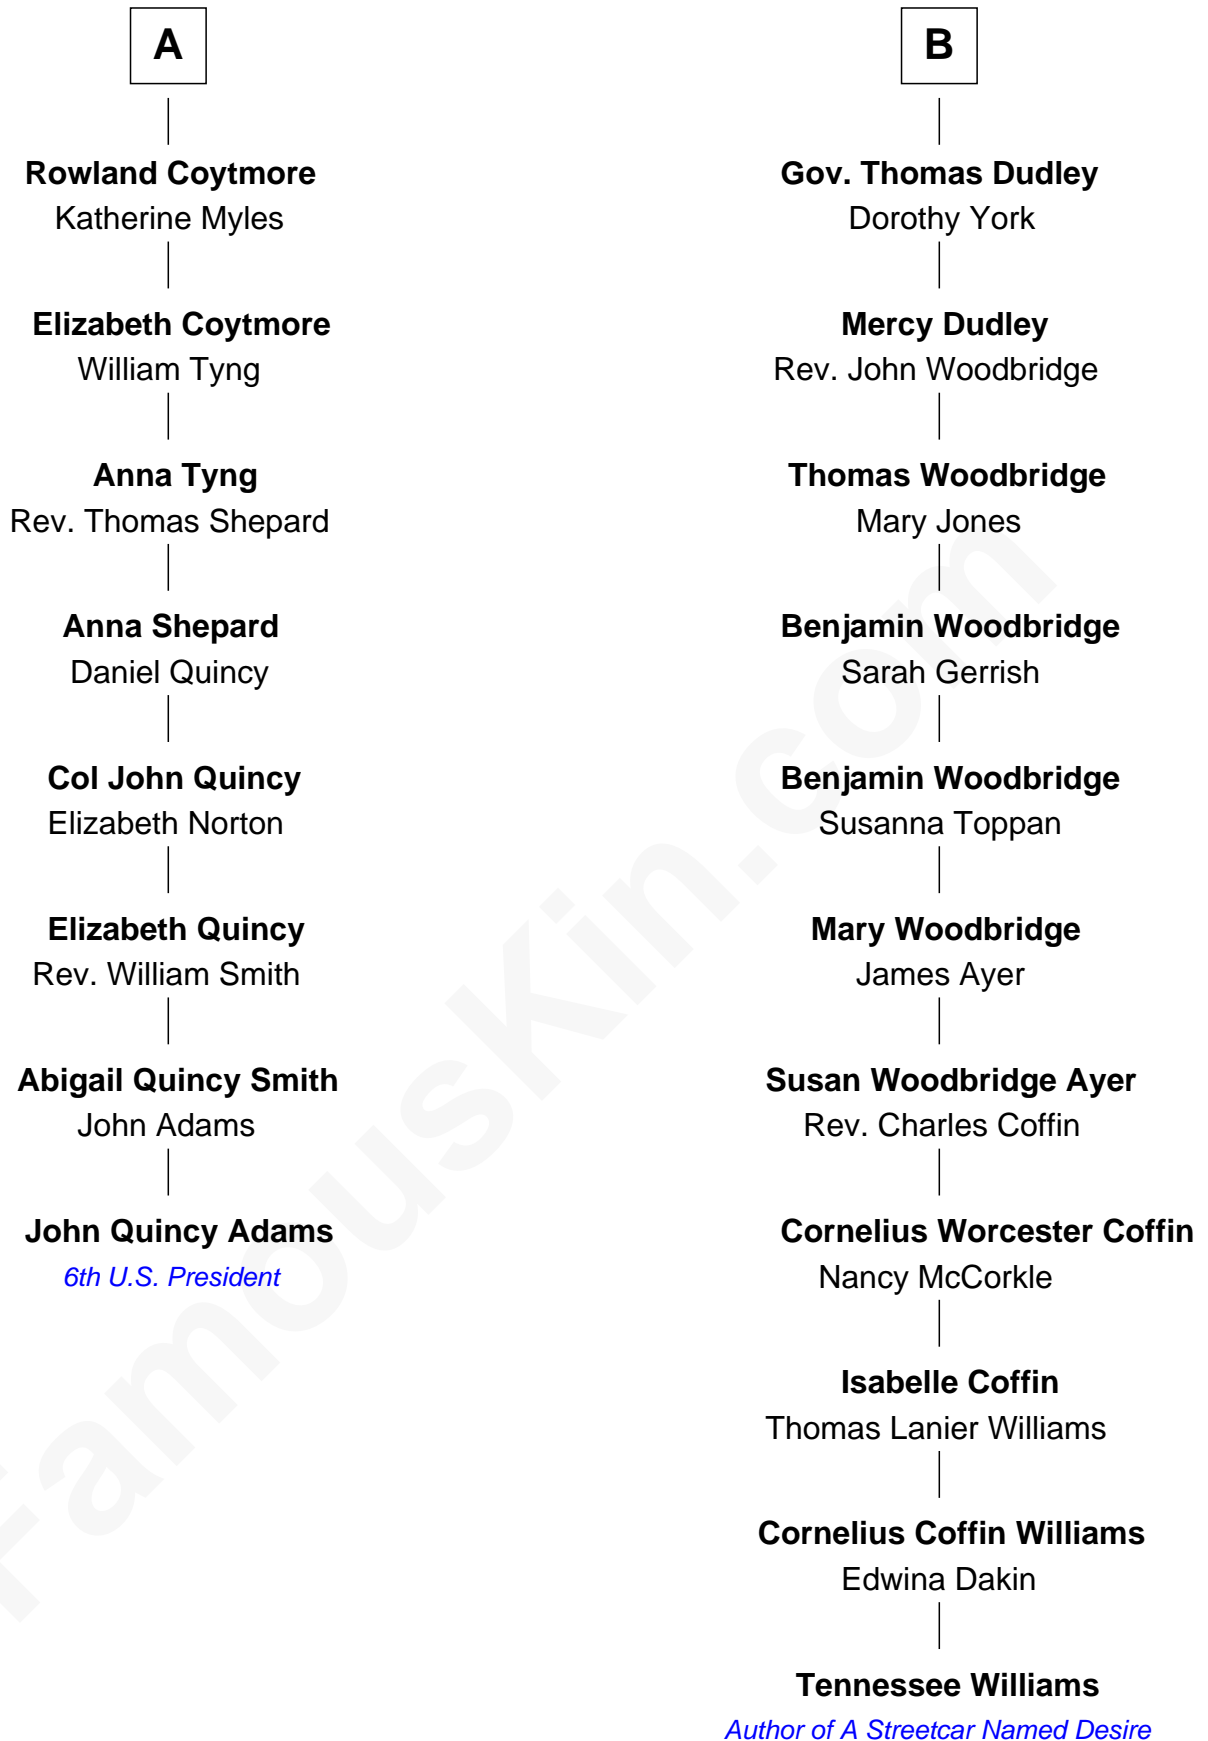 A
Rowland Coytmore
Katherine Myles
Elizabeth Coytmore
William Tyng
Anna Tyng
Rev. Thomas Shepard
Anna Shepard
Daniel Quincy
Col John Quincy
Elizabeth Norton
Elizabeth Quincy
Rev. William Smith
Abigail Quincy Smith
John Adams
John Quincy Adams
6th U.S. President
B
Gov. Thomas Dudley
Dorothy York
Mercy Dudley
Rev. John Woodbridge
Thomas Woodbridge
Mary Jones
Benjamin Woodbridge
Sarah Gerrish
Benjamin Woodbridge
Susanna Toppan
Mary Woodbridge
James Ayer
Susan Woodbridge Ayer
Rev. Charles Coffin
Cornelius Worcester Coffin
Nancy McCorkle
Isabelle Coffin
Thomas Lanier Williams
Cornelius Coffin Williams
Edwina Dakin
Tennessee Williams
Author of A Streetcar Named Desire
FamousKin.com